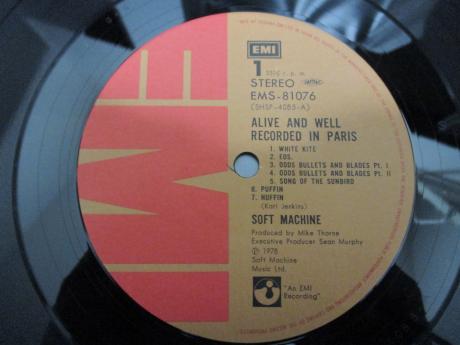 EMI
EMI
1 33⅓ r. p. m.
STEREO
EMS-81076
(SHSP-4083-A)
ALIVE AND WELL
RECORDED IN PARIS
1. WHITE KITE
2. EOS.
3. ODDS BULLETS AND BLADES Pt. I
4. ODDS BULLETS AND BLADES Pt. II
5. SONG OF THE SUNBIRD
6. PUFFIN
7. HUFFIN
(Karl Jenkins)
SOFT MACHINE
Produced by Mike Thorne
Executive Producer Sean Murphy
℗ 1978
Soft Machine
Music Ltd.
"An EMI
Recording"